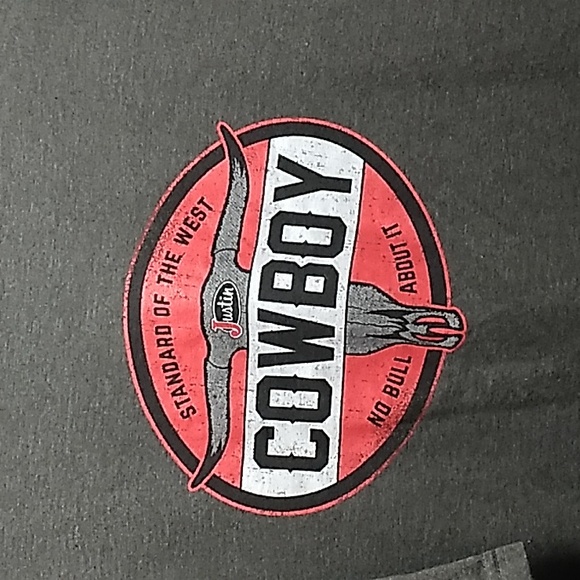 STANDARD OF THE WEST
Justin
COWBOY
NO BULL ABOUT IT